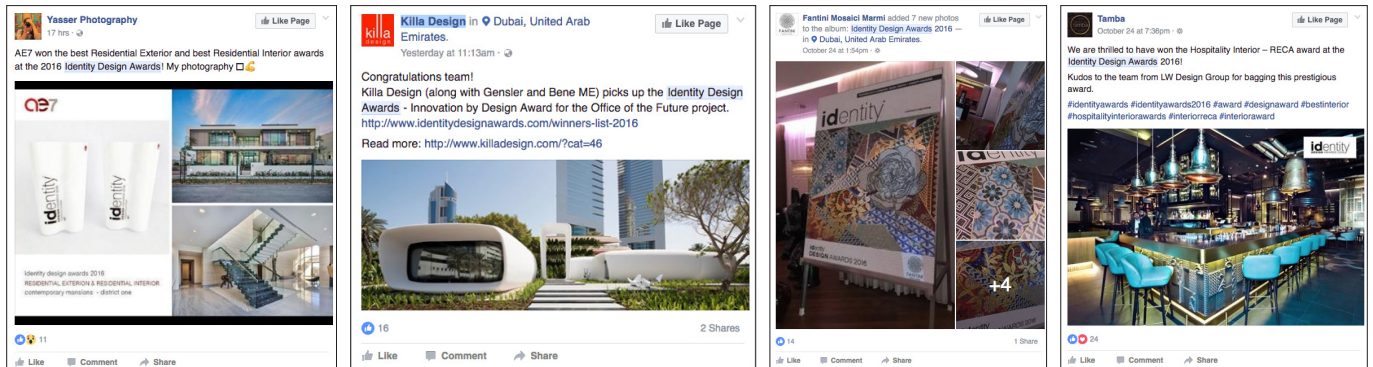 Yasser Photography
17 hrs ·
Like Page
AE7 won the best Residential Exterior and best Residential Interior awards
at the 2016 Identity Design Awards! My photography
ae7
identity
identity
Identity design awards 2016
RESIDENTIAL EXTERION & RESIDENTIAL INTERIOR
contemporary mansions - district one
11
Like Comment Share
killa
design
Killa Design in Dubai, United Arab
Emirates.
Yesterday at 11:13am ·
Like Page
Congratulations team!
Killa Design (along with Gensler and Bene ME) picks up the Identity Design
Awards - Innovation by Design Award for the Office of the Future project.
http://www.identitydesignawards.com/winners-list-2016
Read more: http://www.killadesign.com/?cat=46
16
2 Shares
Like Comment Share
FANTINI
Fantini Mosaici Marmi added 7 new photos
to the album: Identity Design Awards 2016 —
in Dubai, United Arab Emirates.
October 24 at 1:54pm ·
Like Page
identity
identity
DESIGN AWARDS 2016
FANTINI
identity
+4
14
1 Share
Like Comment Share
TAMBA
Tamba
October 24 at 7:36pm ·
Like Page
We are thrilled to have won the Hospitality Interior – RECA award at the
Identity Design Awards 2016!
Kudos to the team from LW Design Group for bagging this prestigious
award.
#identityawards #identityawards2016 #award #designaward #bestinterior
#hospitalityinteriorawards #interiorreca #interioraward
identity
24
Like Comment Share